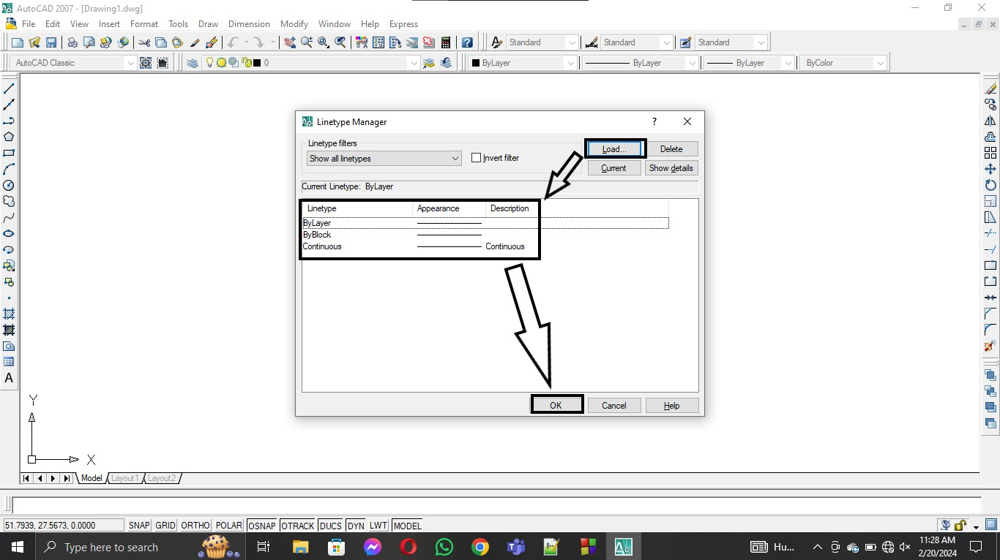 AutoCAD 2007 - [Drawing1.dwg]
File Edit View Insert Format Tools Draw Dimension Modify Window Help Express
Standard Standard Standard
AutoCAD Classic 0 ByLayer ByLayer ByLayer ByColor
Linetype Manager ?
Linetype filters
Show all linetypes
Invert filter
Load... Delete
Current Show details
Current Linetype: ByLayer
Linetype Appearance Description
ByLayer
ByBlock
Continuous Continuous
OK Cancel Help
A
Y
X
Model Layout1 Layout2
51.7939, 27.5673, 0.0000 SNAP GRID ORTHO POLAR OSNAP OTRACK DUCS DYN LWT MODEL
Type here to search
Hu...
11:28 AM
2/20/2024